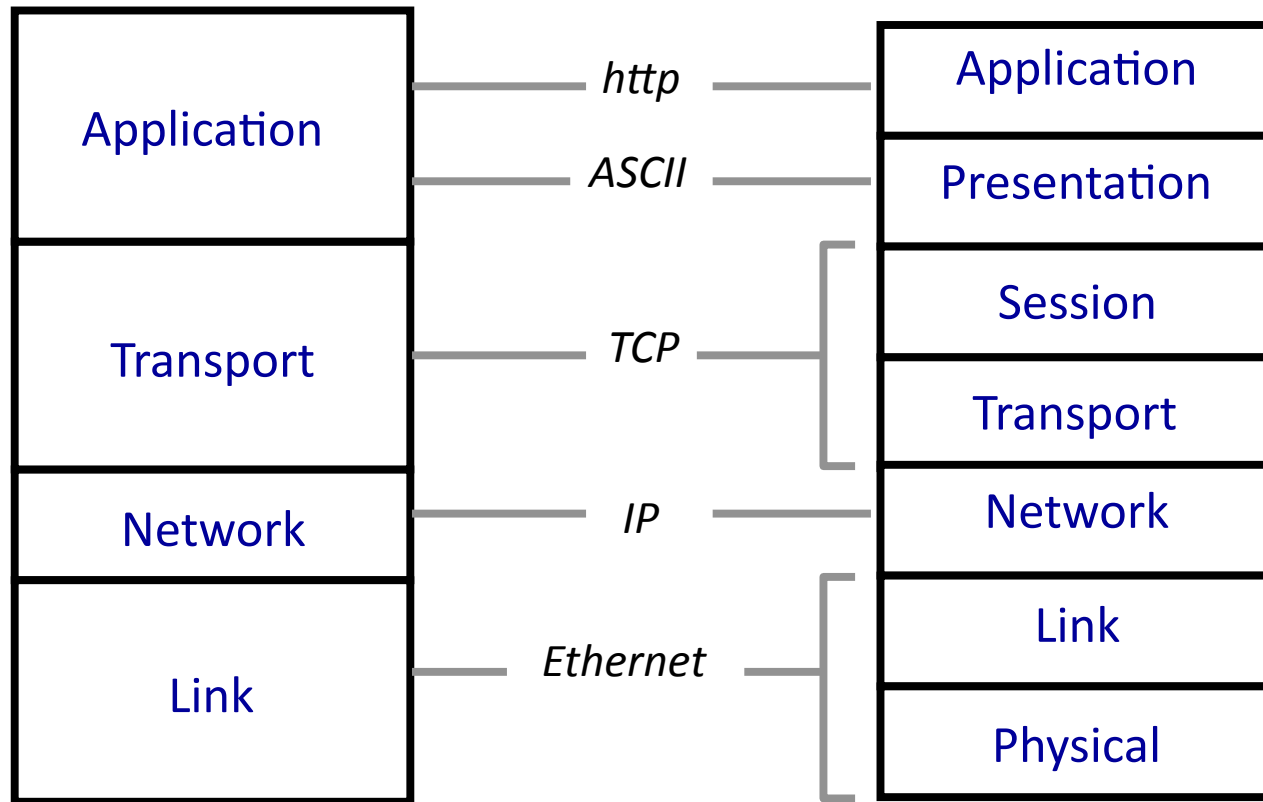 Application
Transport
Network
Link
http
ASCII
TCP
IP
Ethernet
Application
Presentation
Session
Transport
Network
Link
Physical